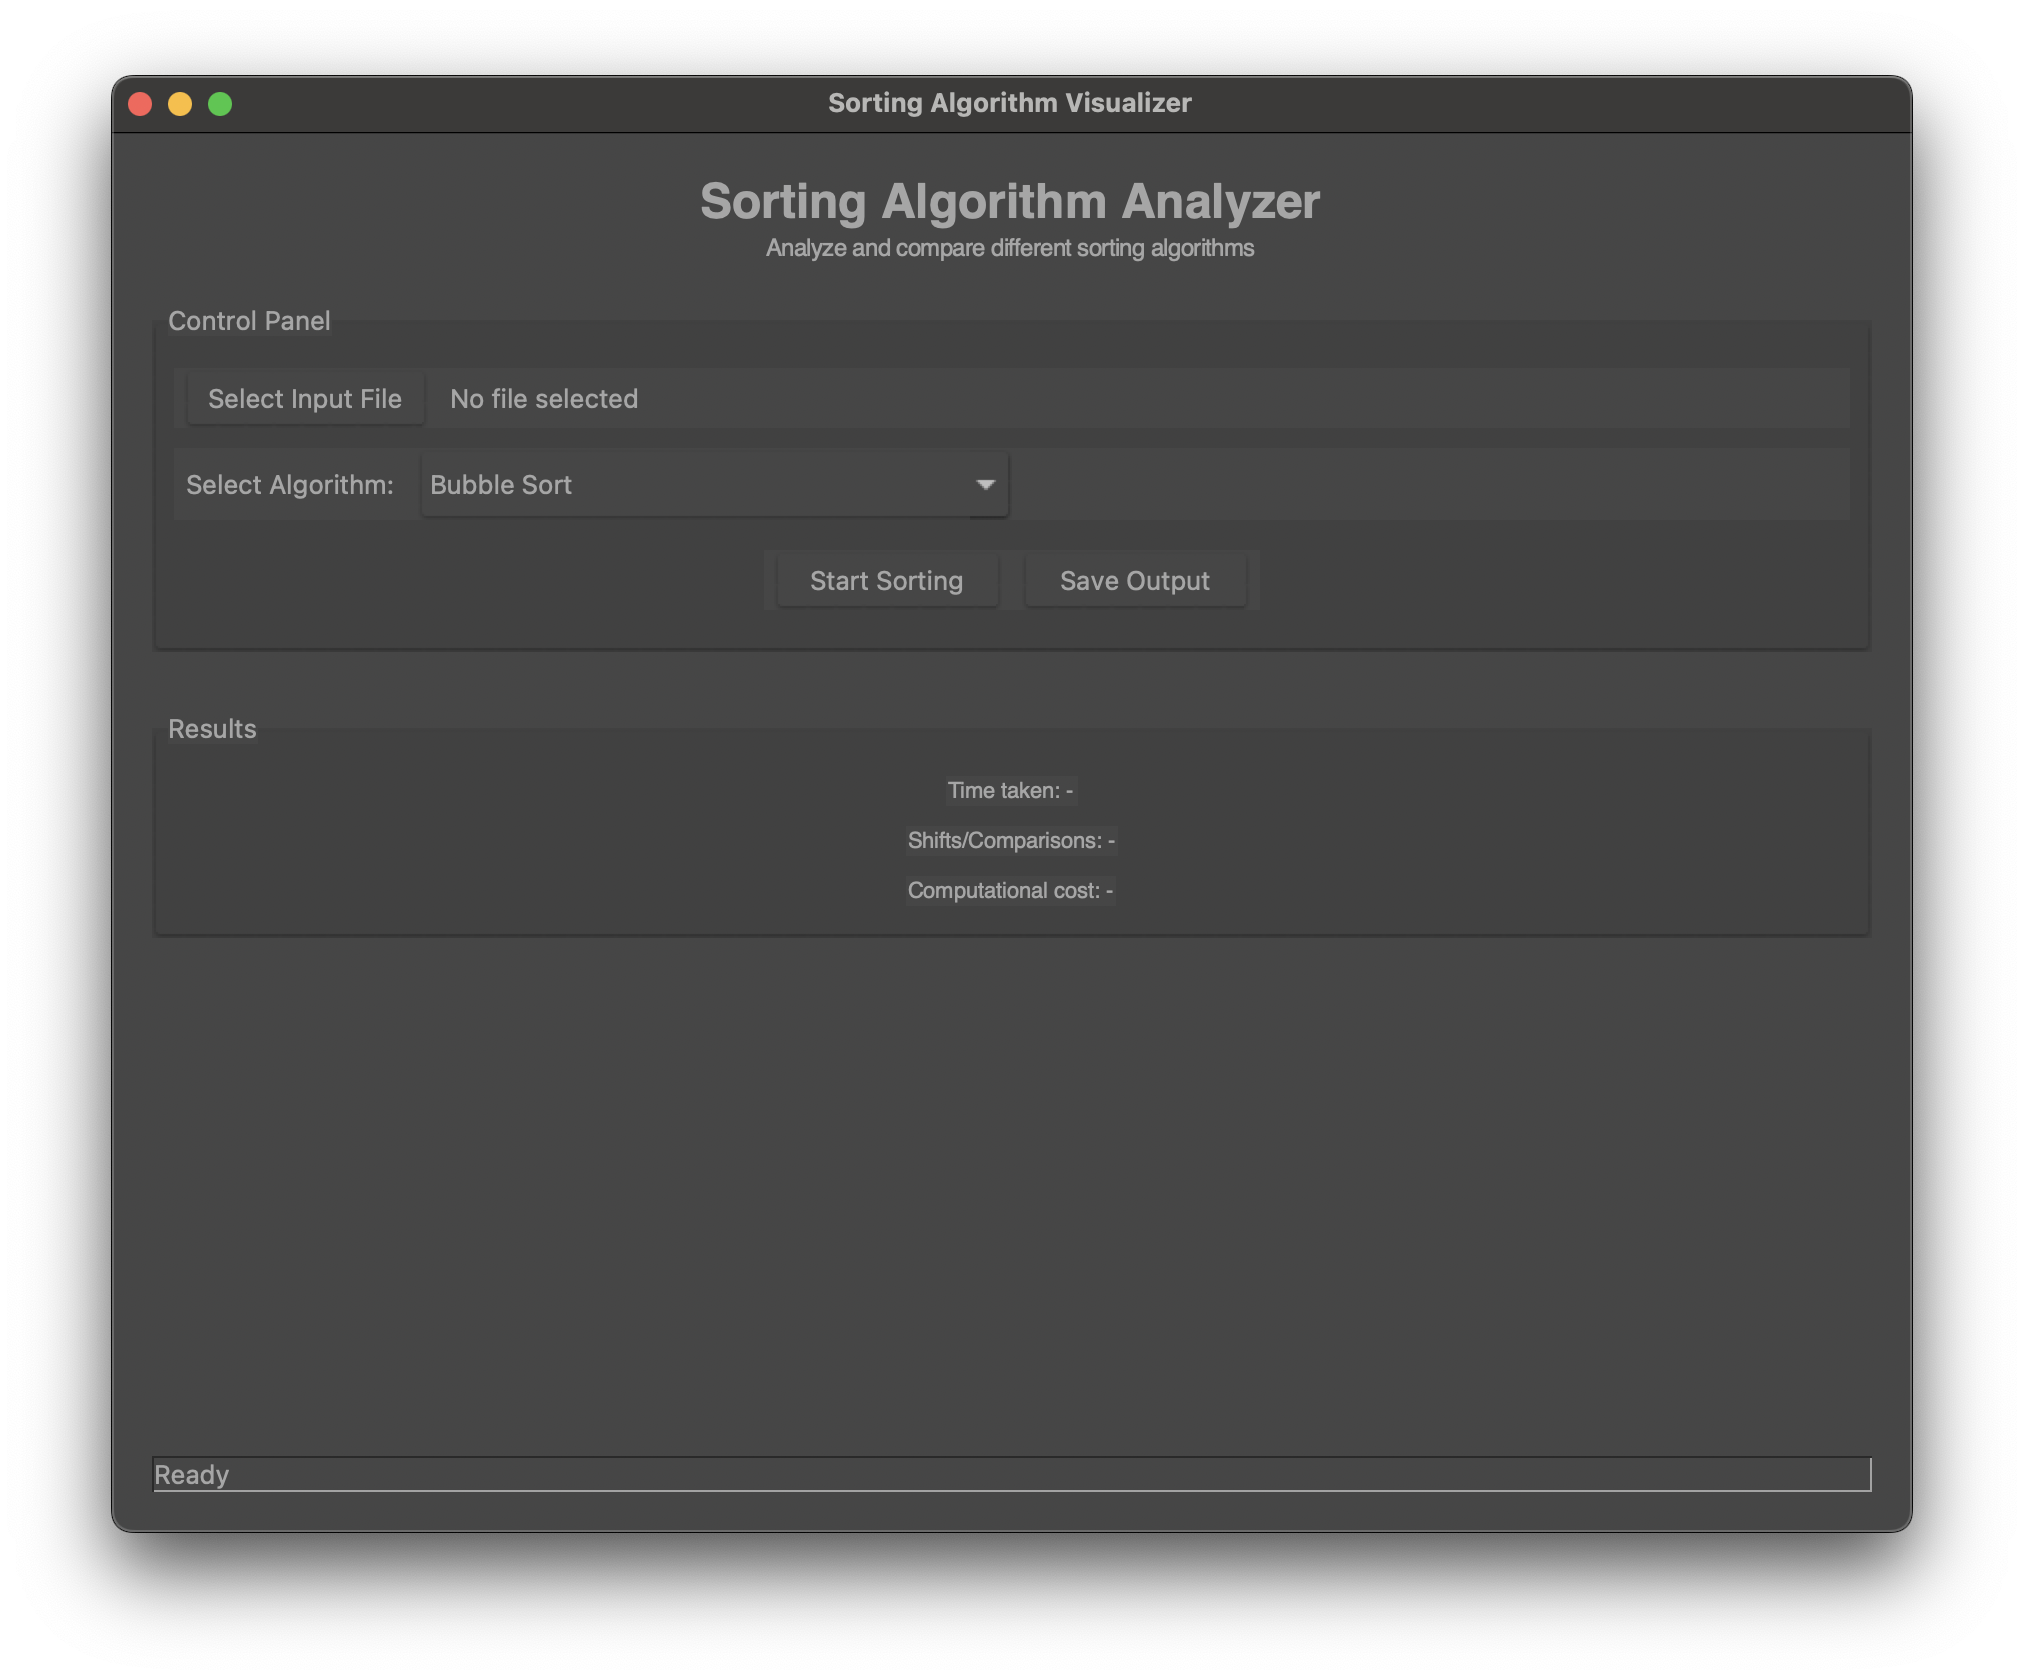 Sorting Algorithm Visualizer
Sorting Algorithm Analyzer
Analyze and compare different sorting algorithms
Control Panel
Select Input File No file selected
Select Algorithm: Bubble Sort
Start Sorting Save Output
Results
Time taken: -
Shifts/Comparisons: -
Computational cost: -
Ready